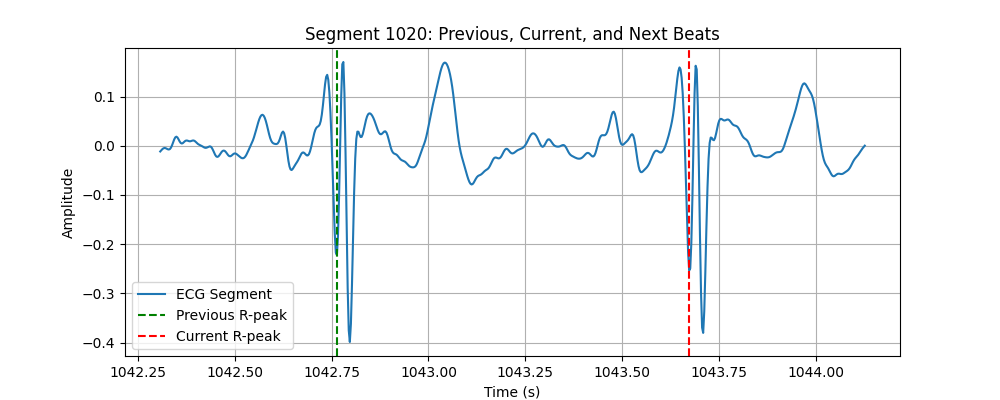 Segment 1020: Previous, Current, and Next Beats
Amplitude
0.1
0.0
−0.1
−0.2
−0.3
−0.4
ECG Segment
Previous R-peak
Current R-peak
1042.25 1042.50 1042.75 1043.00 1043.25 1043.50 1043.75 1044.00
Time (s)